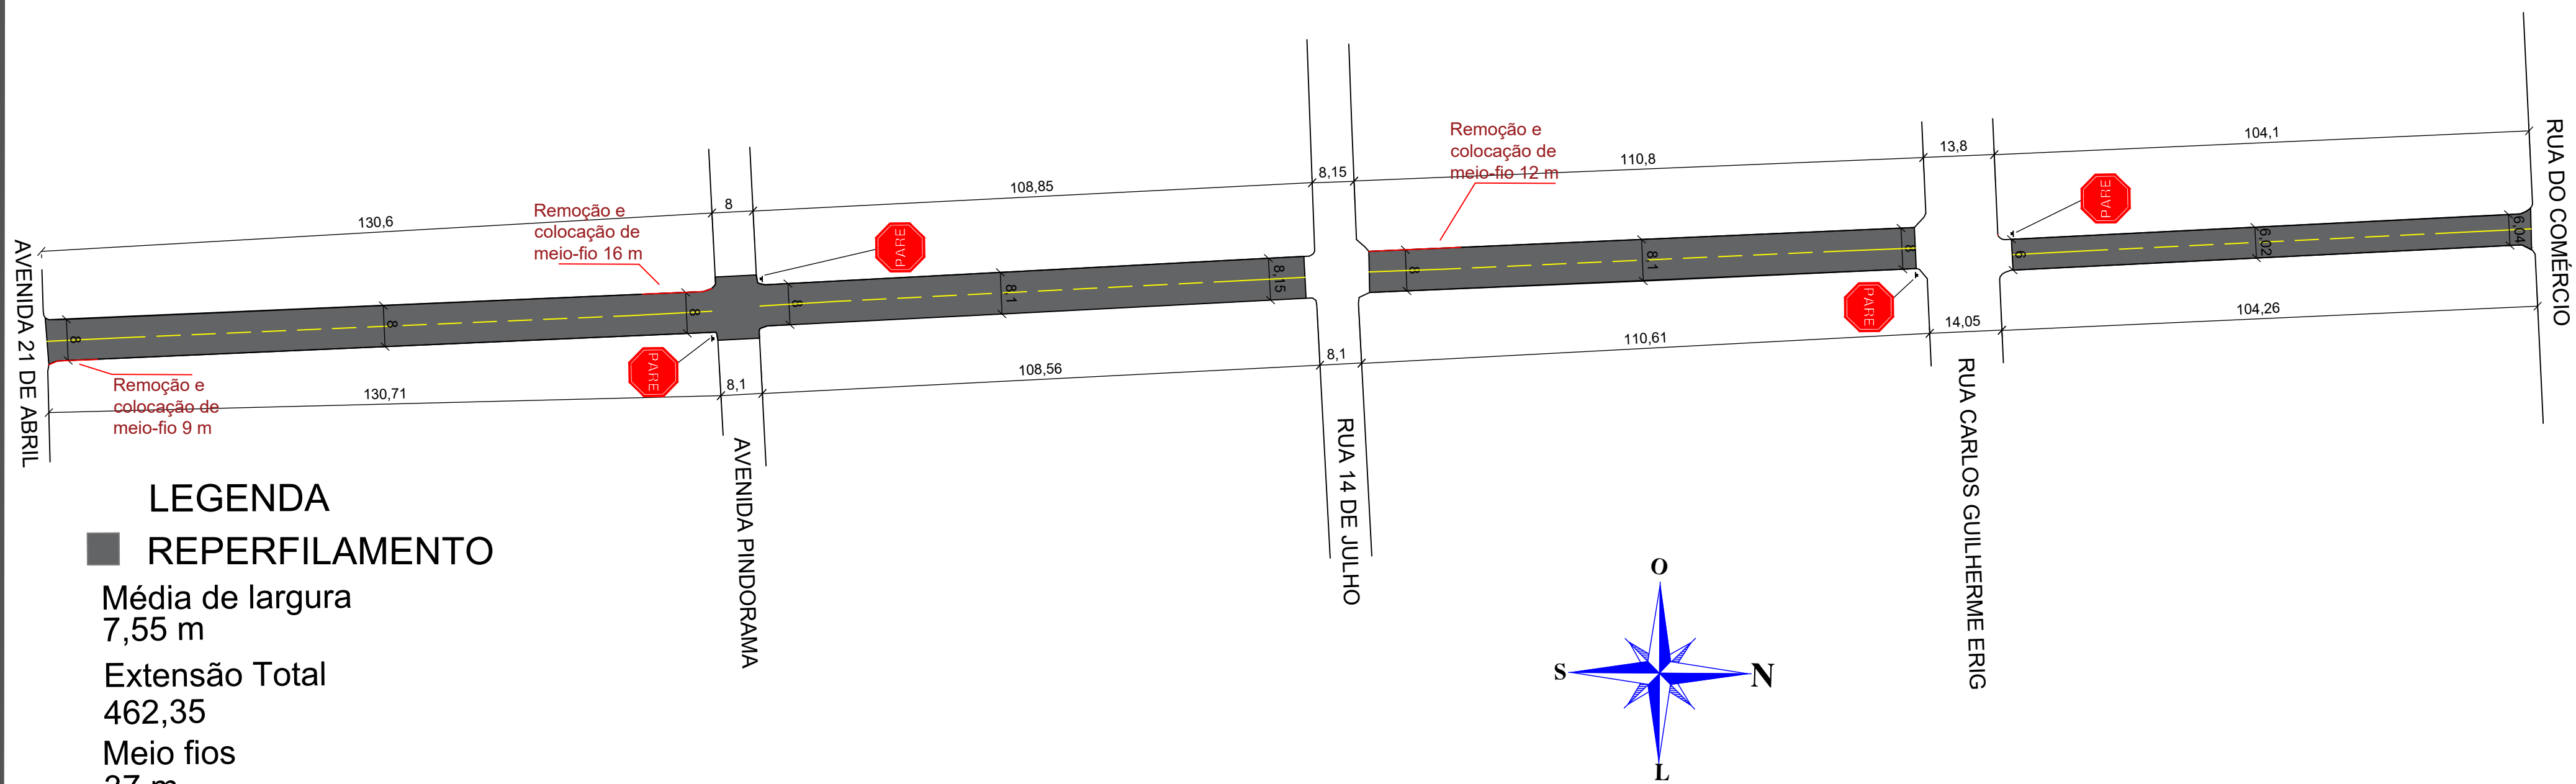 Remoção e
colocação de
meio-fio 12 m
RUA DO COMÉRCIO
104,1
13,8
110,8
8,15
108,85
8
130,6
Remoção e
colocação de
meio-fio 16 m
PARE
PARE
AVENIDA 21 DE ABRIL
8
8
8
8
8,1
8,15
8
8,1
8
6
6,02
6,04
PARE
PARE
Remoção e
colocação de
meio-fio 9 m
130,71
8,1
108,56
8,1
110,61
14,05
104,26
AVENIDA PINDORAMA
RUA 14 DE JULHO
RUA CARLOS GUILHERME ERIG
LEGENDA
REPERFILAMENTO
Média de largura
7,55 m
Extensão Total
462,35
Meio fios
37 m
O
S
N
L